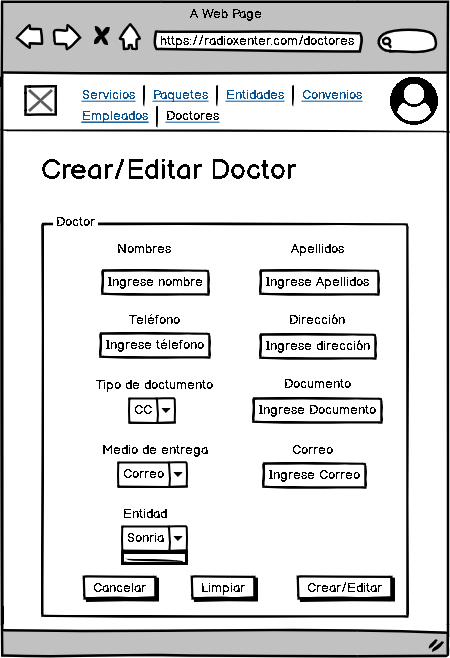 A Web Page
https://radioxenter.com/doctores
Servicios | Paquetes | Entidades | Convenios
Empleados | Doctores
Crear/Editar Doctor
Doctor
Nombres Apellidos
Ingrese nombre Ingrese Apellidos
Teléfono Dirección
Ingrese télefono Ingrese dirección
Tipo de doctumento Documento
CC Ingrese Documento
Medio de entrega Correo
Correo Ingrese Correo
Entidad
Sonria
Cancelar Limpiar Crear/Editar